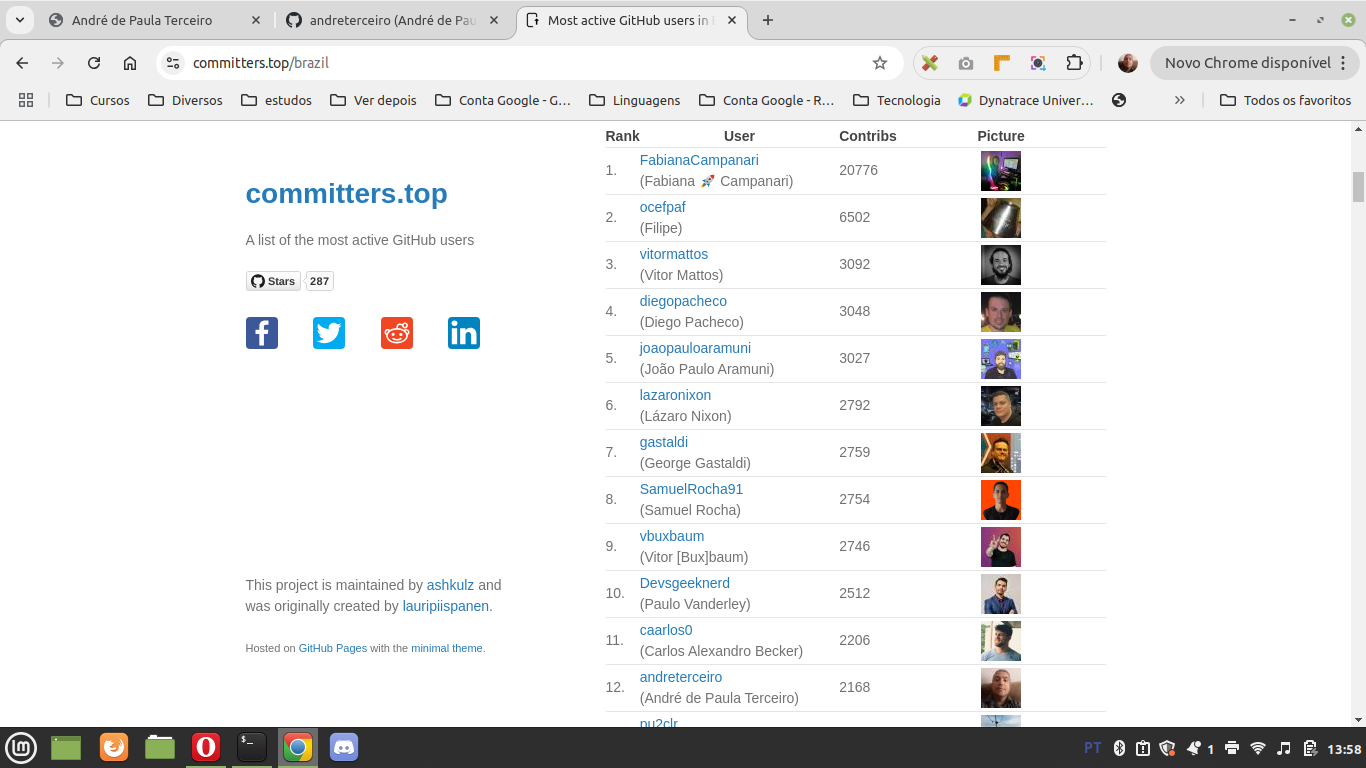 André de Paula Terceiro
andreterceiro (André de Pau
Most active GitHub users in
committers.top/brazil
Novo Chrome disponível
Cursos
Diversos
estudos
Ver depois
Conta Google - G…
Linguagens
Conta Google - R…
Tecnologia
Dynatrace Univer…
Todos os favoritos
committers.top
A list of the most active GitHub users
Stars 287
This project is maintained by ashkulz and
was originally created by lauripiispanen.
Hosted on GitHub Pages with the minimal theme.
Rank User Contribs Picture
1. FabianaCampanari 20776
(Fabiana 🚀 Campanari)
2. ocefpaf 6502
(Filipe)
3. vitormattos 3092
(Vitor Mattos)
4. diegopacheco 3048
(Diego Pacheco)
5. joaopauloaramuni 3027
(João Paulo Aramuni)
6. lazaronixon 2792
(Lázaro Nixon)
7. gastaldi 2759
(George Gastaldi)
8. SamuelRocha91 2754
(Samuel Rocha)
9. vbuxbaum 2746
(Vitor [Bux]baum)
10. Devsgeeknerd 2512
(Paulo Vanderley)
11. caarlos0 2206
(Carlos Alexandro Becker)
12. andreterceiro 2168
(André de Paula Terceiro)
pu2clr
PT
1
13:58